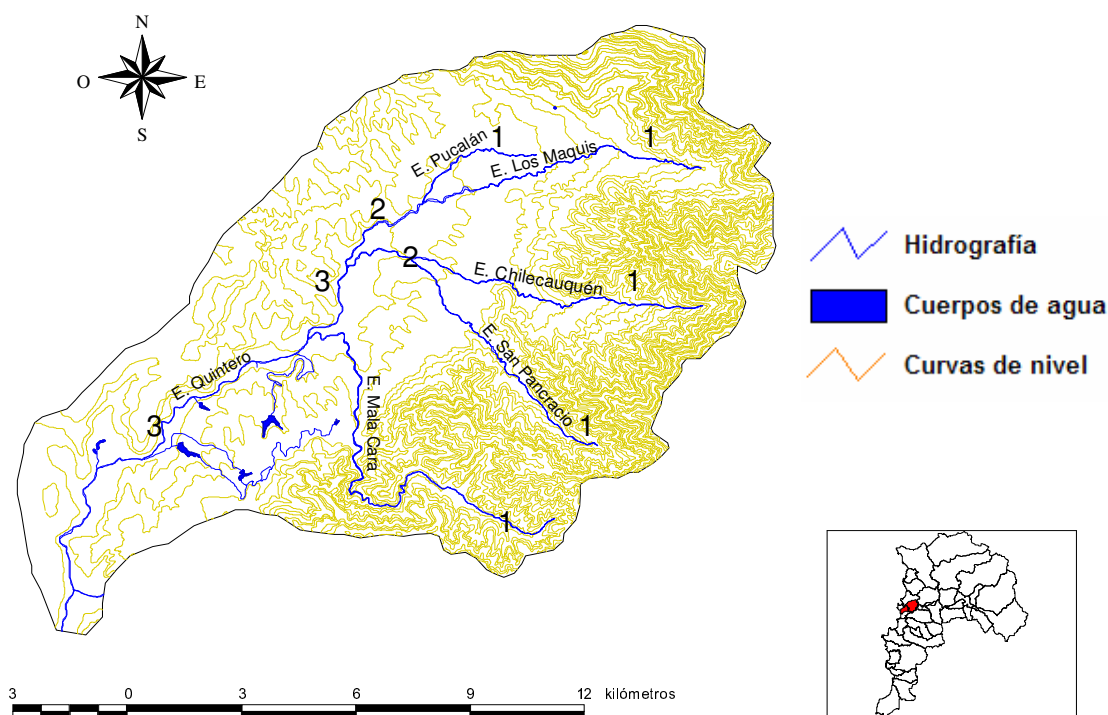 N
O
E
S
1
1
E. Pucalán
E. Los Maquis
2
2
3
E. Chilecauquén
1
E. San Pancracio
E. Quintero
E. Mala Cara
3
1
1
Hidrografía
Cuerpos de agua
Curvas de nivel
3 0 3 6 9 12 kilómetros